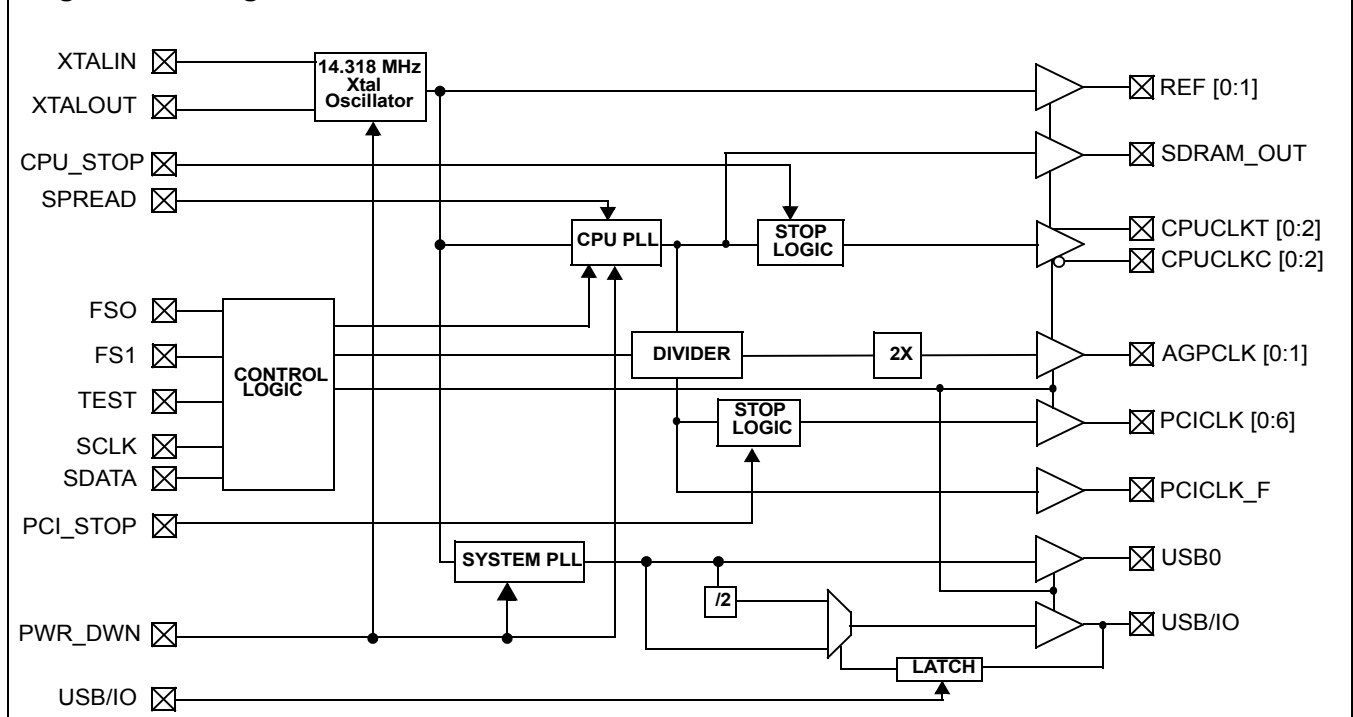 XTALIN
XTALOUT
CPU_STOP
SPREAD
FSO
FS1
TEST
SCLK
SDATA
PCI_STOP
PWR_DWN
USB/IO
14.318 MHz
Xtal
Oscillator
CPU PLL
STOP
LOGIC
CONTROL
LOGIC
DIVIDER
2X
STOP
LOGIC
SYSTEM PLL
/2
LATCH
REF [0:1]
SDRAM_OUT
CPUCLKT [0:2]
CPUCLKC [0:2]
AGPCLK [0:1]
PCICLK [0:6]
PCICLK_F
USB0
USB/IO